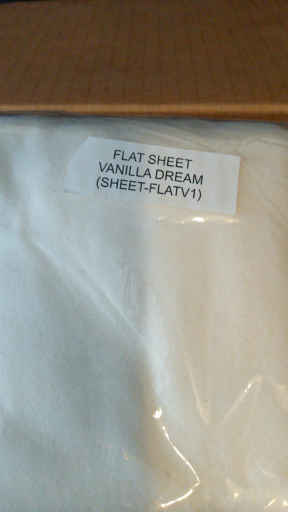 FLAT SHEET
VANILLA DREAM
(SHEET-FLATV1)